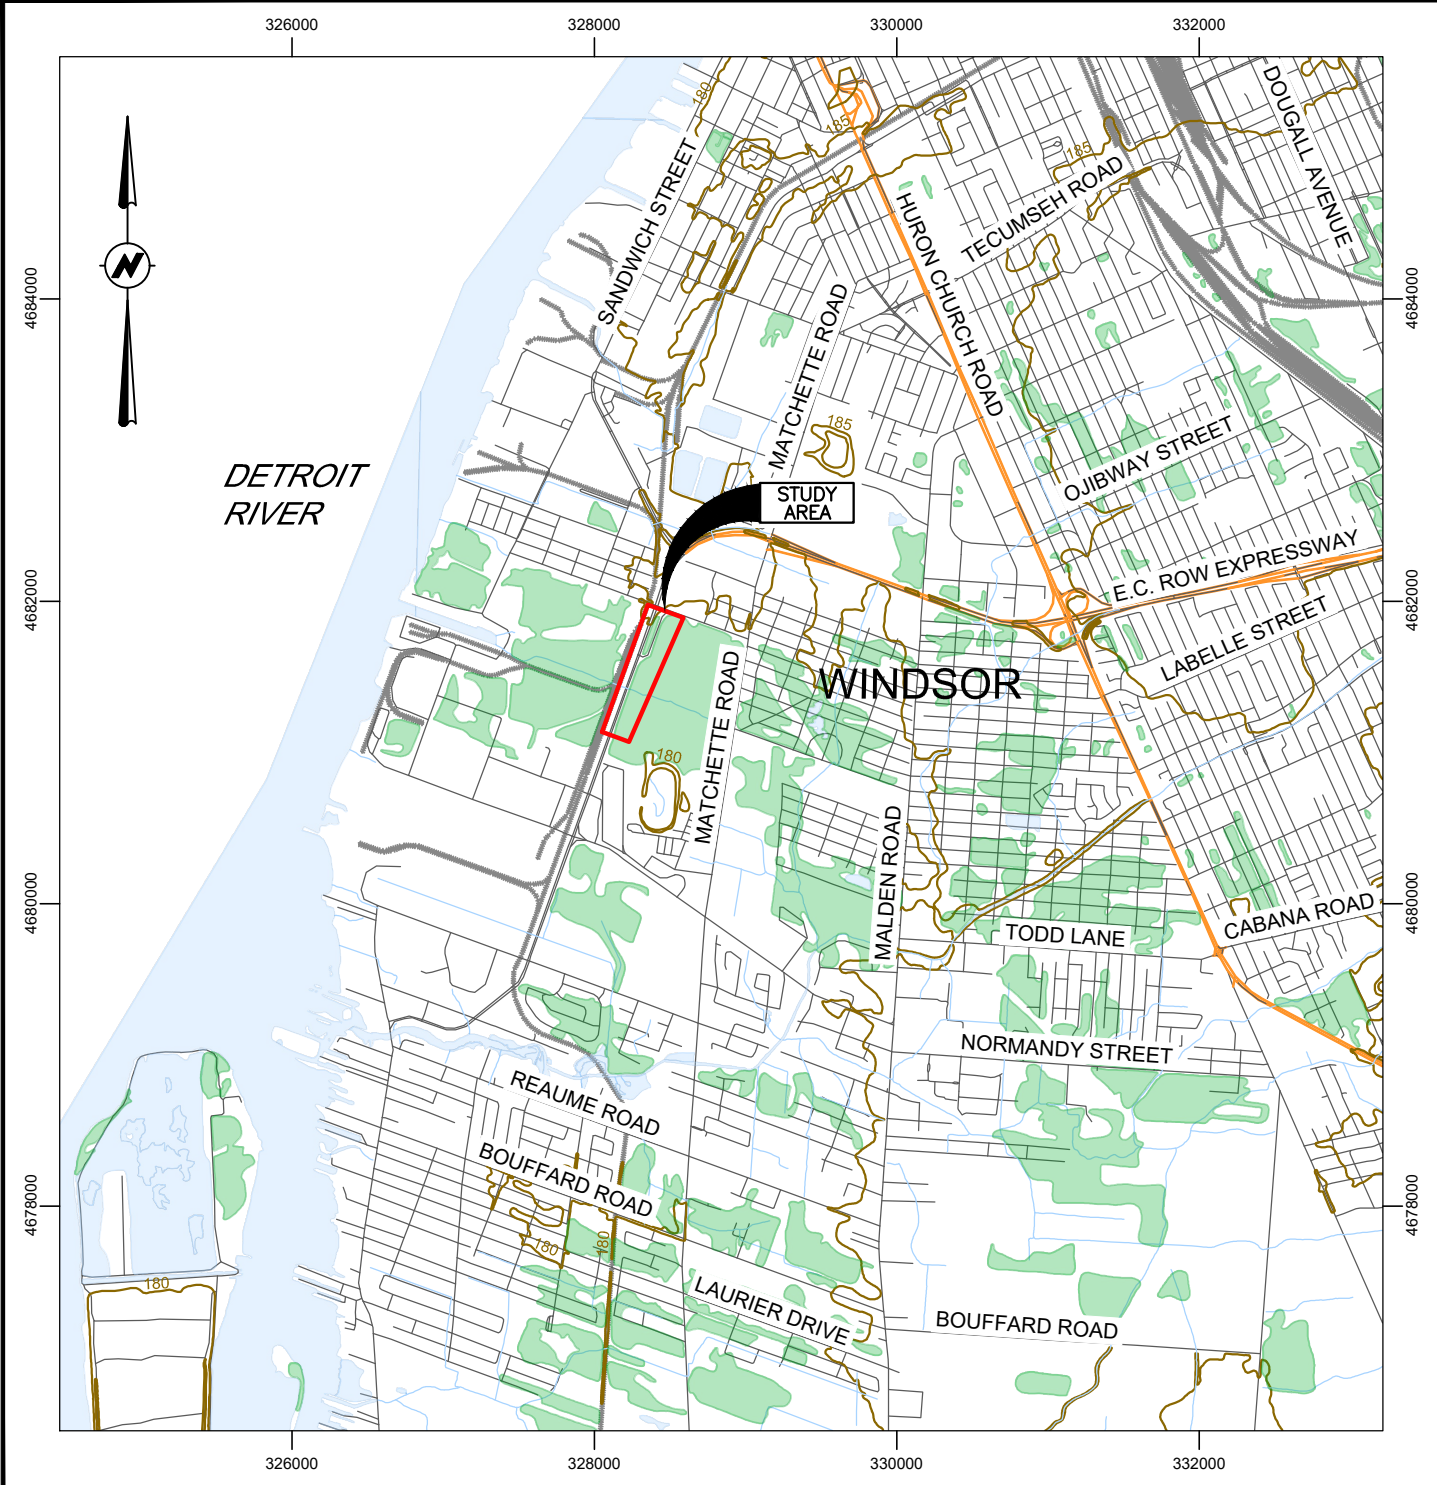 326000
328000
330000
332000
180
185
185
DOUGALL AVENUE
SANDWICH STREET
TECUMSEH ROAD
HURON CHURCH ROAD
4684000
4684000
MATCHETTE ROAD
N
185
OJIBWAY STREET
DETROIT
RIVER
STUDY
AREA
E.C. ROW EXPRESSWAY
4682000
4682000
LABELLE STREET
WINDSOR
MATCHETTE ROAD
180
MALDEN ROAD
4680000
4680000
CABANA ROAD
TODD LANE
NORMANDY STREET
REAUME ROAD
BOUFFARD ROAD
4678000
4678000
180
180
180
LAURIER DRIVE
BOUFFARD ROAD
326000
328000
330000
332000